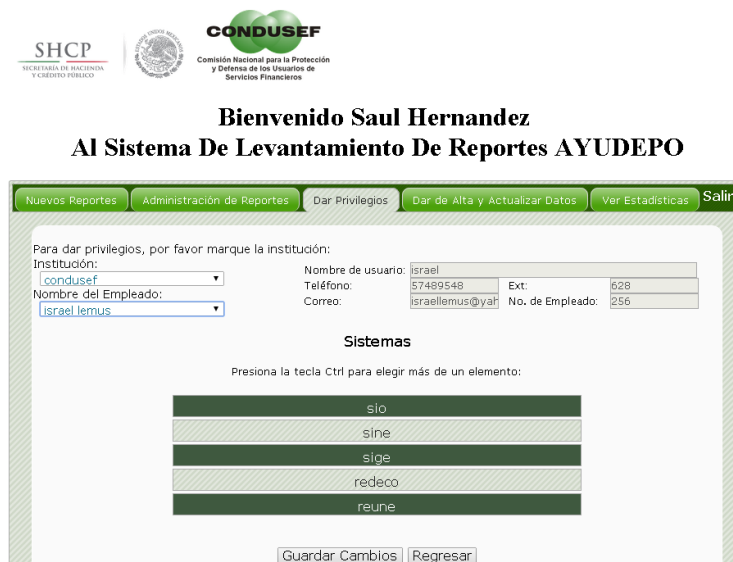 SHCP
SECRETARÍA DE HACIENDA
Y CRÉDITO PÚBLICO
CONDUSEF
Comisión Nacional para la Protección
y Defensa de los Usuarios de
Servicios Financieros
Bienvenido Saul Hernandez
Al Sistema De Levantamiento De Reportes AYUDEPO
Nuevos Reportes Administración de Reportes Dar Privilegios Dar de Alta y Actualizar Datos Ver Estadísticas Salir
Para dar privilegios, por favor marque la institución:
Institución:
condusef
Nombre del Empleado:
israel lemus
Nombre de usuario: israel
Teléfono: 57489548 Ext: 628
Correo: israellemus@yah No. de Empleado: 256
Sistemas
Presiona la tecla Ctrl para elegir más de un elemento:
sio
sine
sige
redeco
reune
Guardar Cambios Regresar